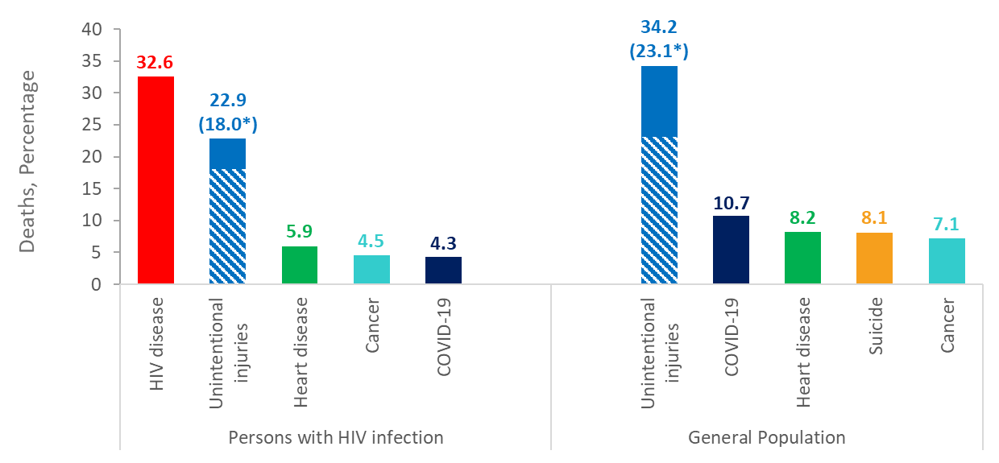 Deaths, Percentage
40
35
30
25
20
15
10
5
0
32.6
22.9
(18.0*)
5.9
4.5
4.3
34.2
(23.1*)
10.7
8.2
8.1
7.1
HIV disease
Unintentional
injuries
Heart disease
Cancer
COVID-19
Unintentional
injuries
COVID-19
Heart disease
Suicide
Cancer
Persons with HIV infection
General Population